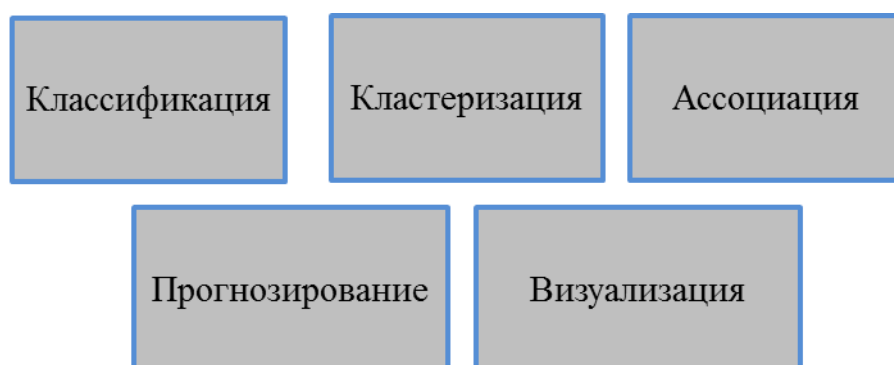 Классификация
Кластеризация
Ассоциация
Прогнозирование
Визуализация